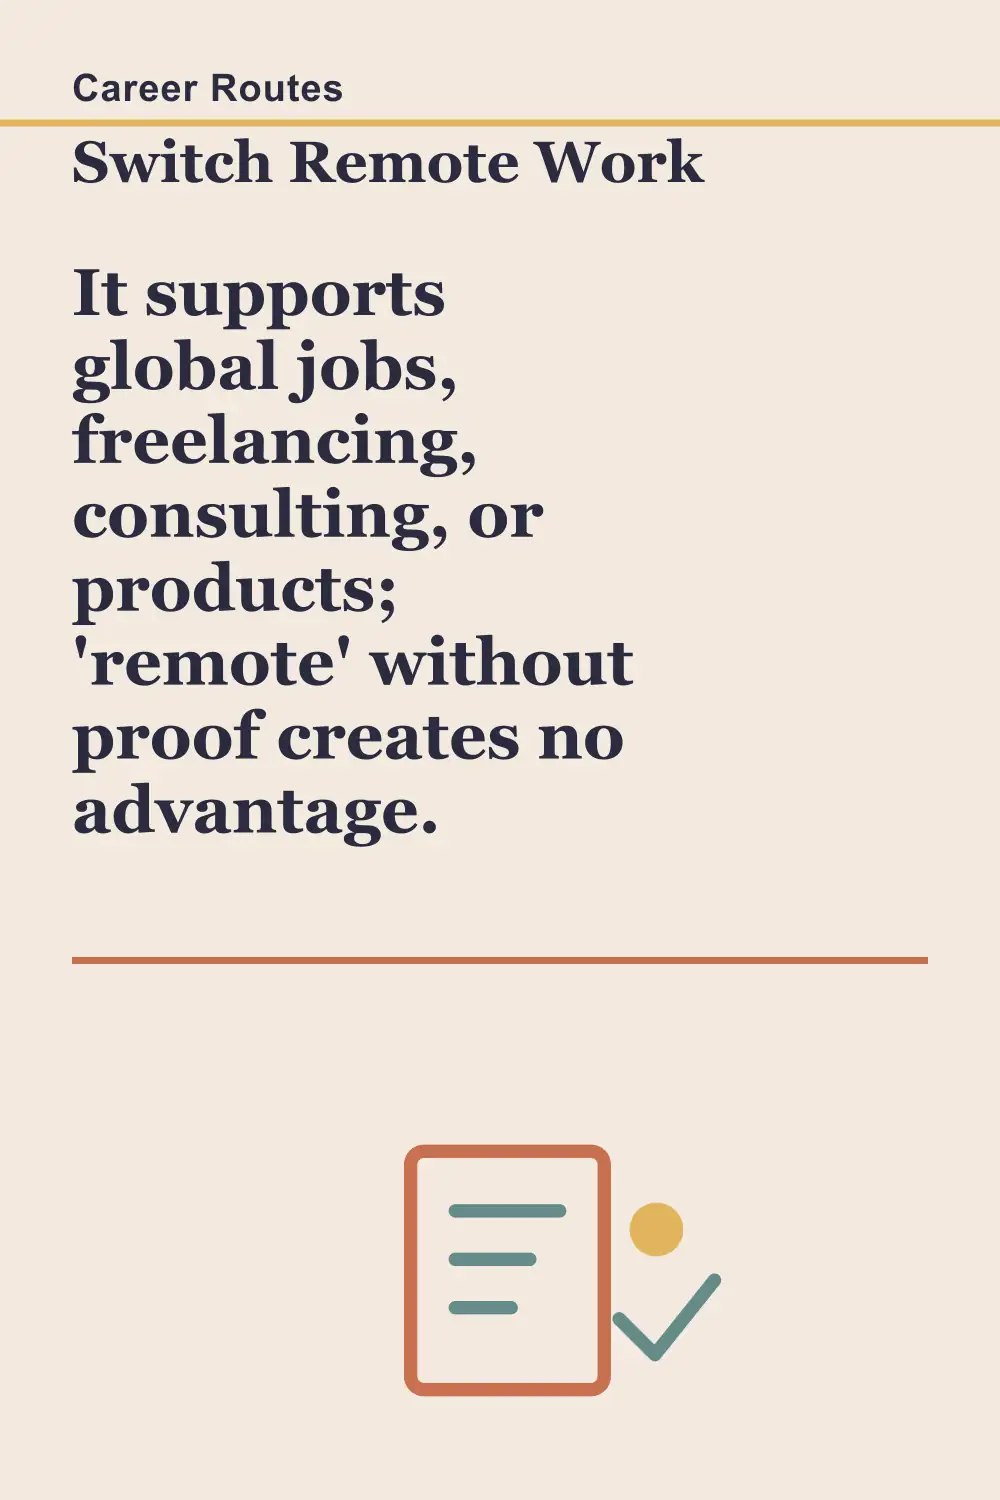 Career Routes
Switch Remote Work
It supports
global jobs,
freelancing,
consulting, or
products;
'remote' without
proof creates no
advantage.